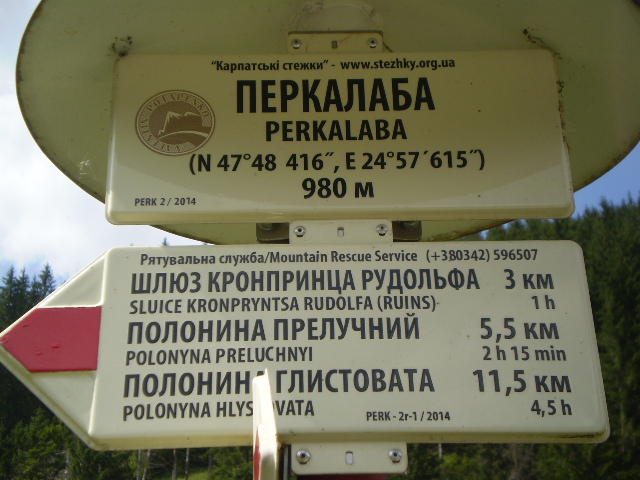 "Карпатські стежки" - www.stezhky.org.ua
ПЕРКАЛАБА
PERKALABA
(N 47°48 416˝, E 24°57´615˝)
980 м
PERK 2 / 2014
Рятувальна служба/Mountain Rescue Service (+380342) 596507
ШЛЮЗ КРОНПРИНЦА РУДОЛЬФА 3 км
SLUICE KRONPRYNTSA RUDOLFA (RUINS) 1 h
ПОЛОНИНА ПРЕЛУЧНИЙ 5,5 км
POLONYNA PRELUCHNYI 2 h 15 min
ПОЛОНИНА ГЛИСТОВАТА 11,5 км
POLONYNA HLYSTOVATA 4,5 h
PERK - 2r-1 / 2014